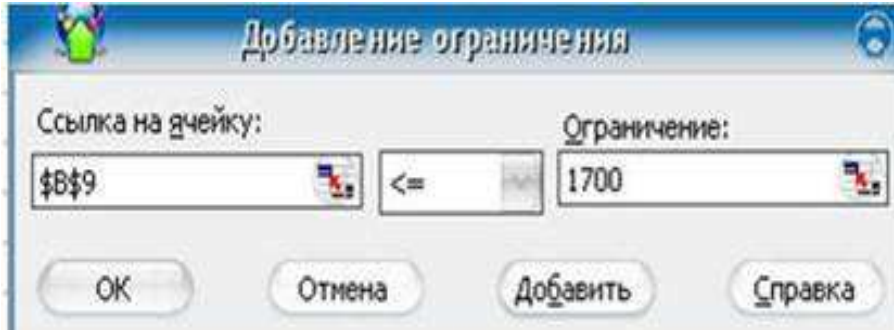 Добавление ограничения
Ссылка на ячейку: Ограничение:
$B$9 <= 1700
ОК Отмена Добавить Справка